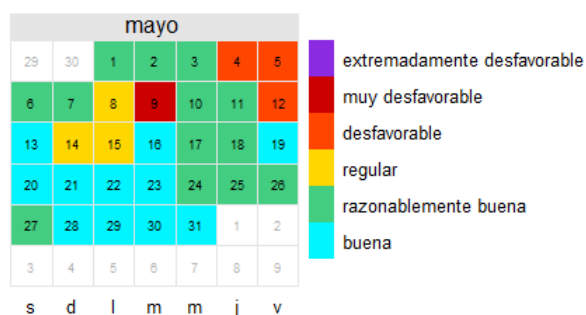 mayo
29 30 1 2 3 4 5
6 7 8 9 10 11 12
13 14 15 16 17 18 19
20 21 22 23 24 25 26
27 28 29 30 31 1 2
3 4 5 6 7 8 9
s d l m m j v
extremadamente desfavorable
muy desfavorable
desfavorable
regular
razonablemente buena
buena